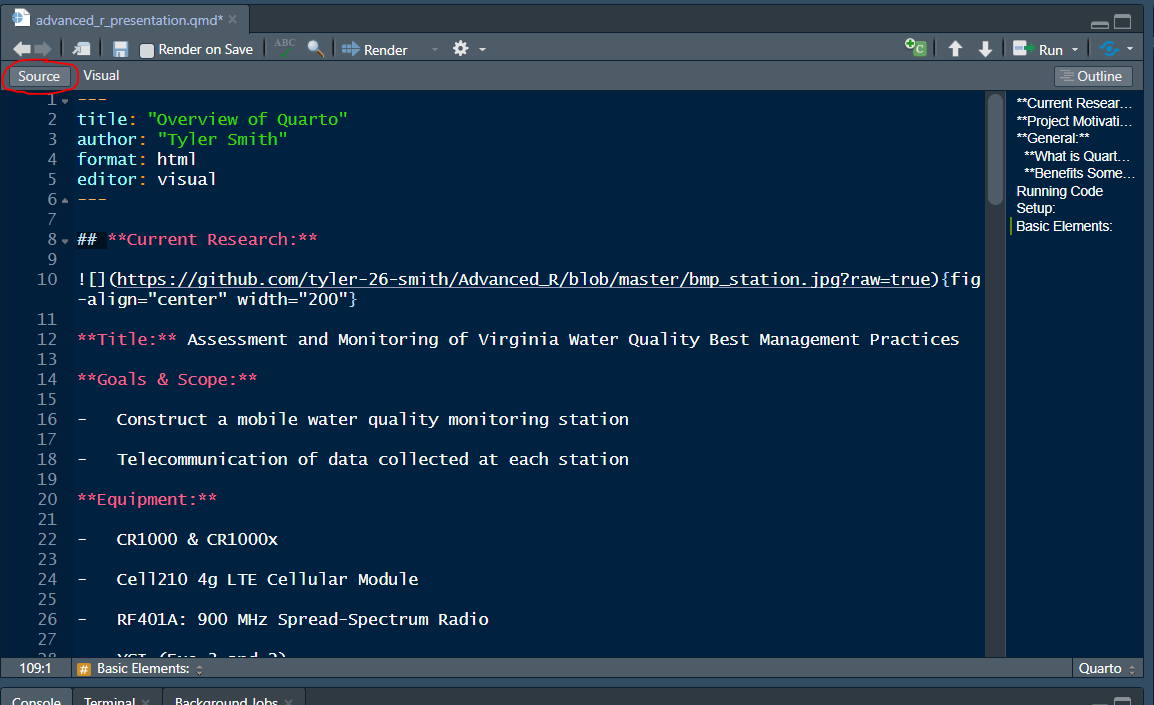 advanced_r_presentation.qmd*
Render on Save ABC Render Run
Source Visual Outline
1 ---
2 title: "Overview of Quarto"
3 author: "Tyler Smith"
4 format: html
5 editor: visual
6 ---
7
8 ## **Current Research:**
9
10 ![](https://github.com/tyler-26-smith/Advanced_R/blob/master/bmp_station.jpg?raw=true){fig
-align="center" width="200"}
11
12 **Title:** Assessment and Monitoring of Virginia Water Quality Best Management Practices
13
14 **Goals & Scope:**
15
16 -   Construct a mobile water quality monitoring station
17
18 -   Telecommunication of data collected at each station
19
20 **Equipment:**
21
22 -   CR1000 & CR1000x
23
24 -   Cell210 4g LTE Cellular Module
25
26 -   RF401A: 900 MHz Spread-Spectrum Radio
27
28
**Current Resear...
**Project Motivati...
**General:**
**What is Quart...
**Benefits Some...
Running Code
Setup:
Basic Elements:
109:1 # Basic Elements: Quarto
Console Terminal Background Jobs